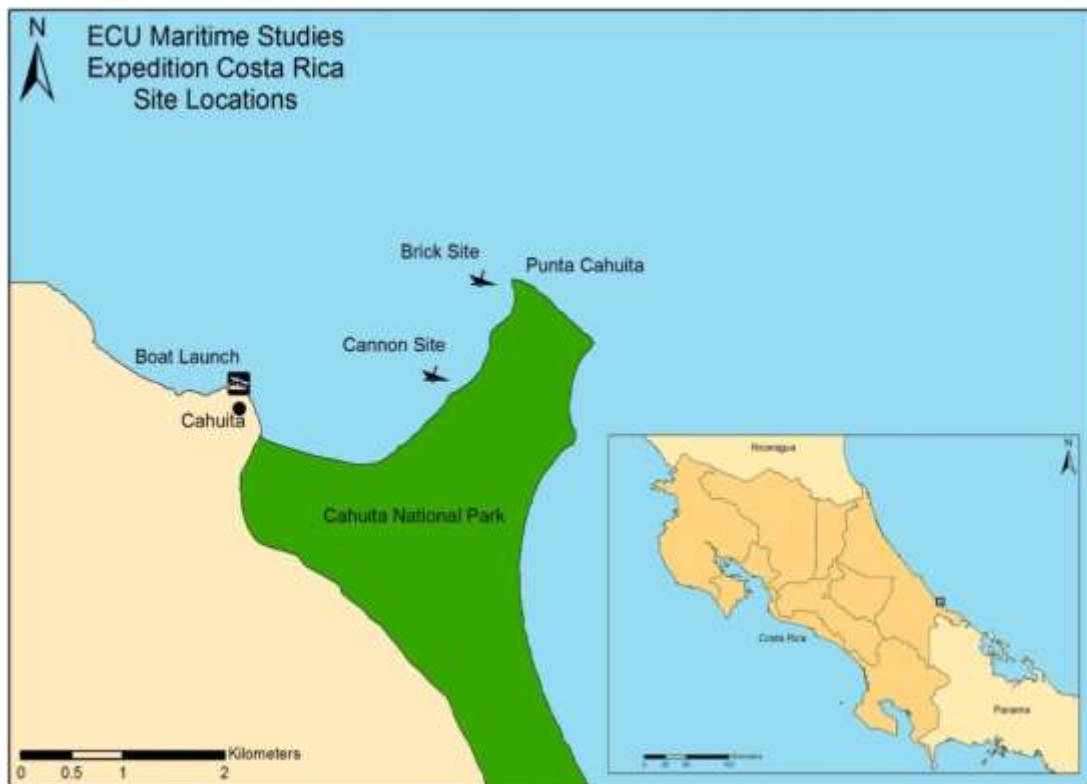 N
ECU Maritime Studies
Expedition Costa Rica
Site Locations
Brick Site
Punta Cahuita
Cannon Site
Boat Launch
Cahuita
Cahuita National Park
Kilometers
0 0.5 1 2
N
Nicaragua
Costa Rica
Panama